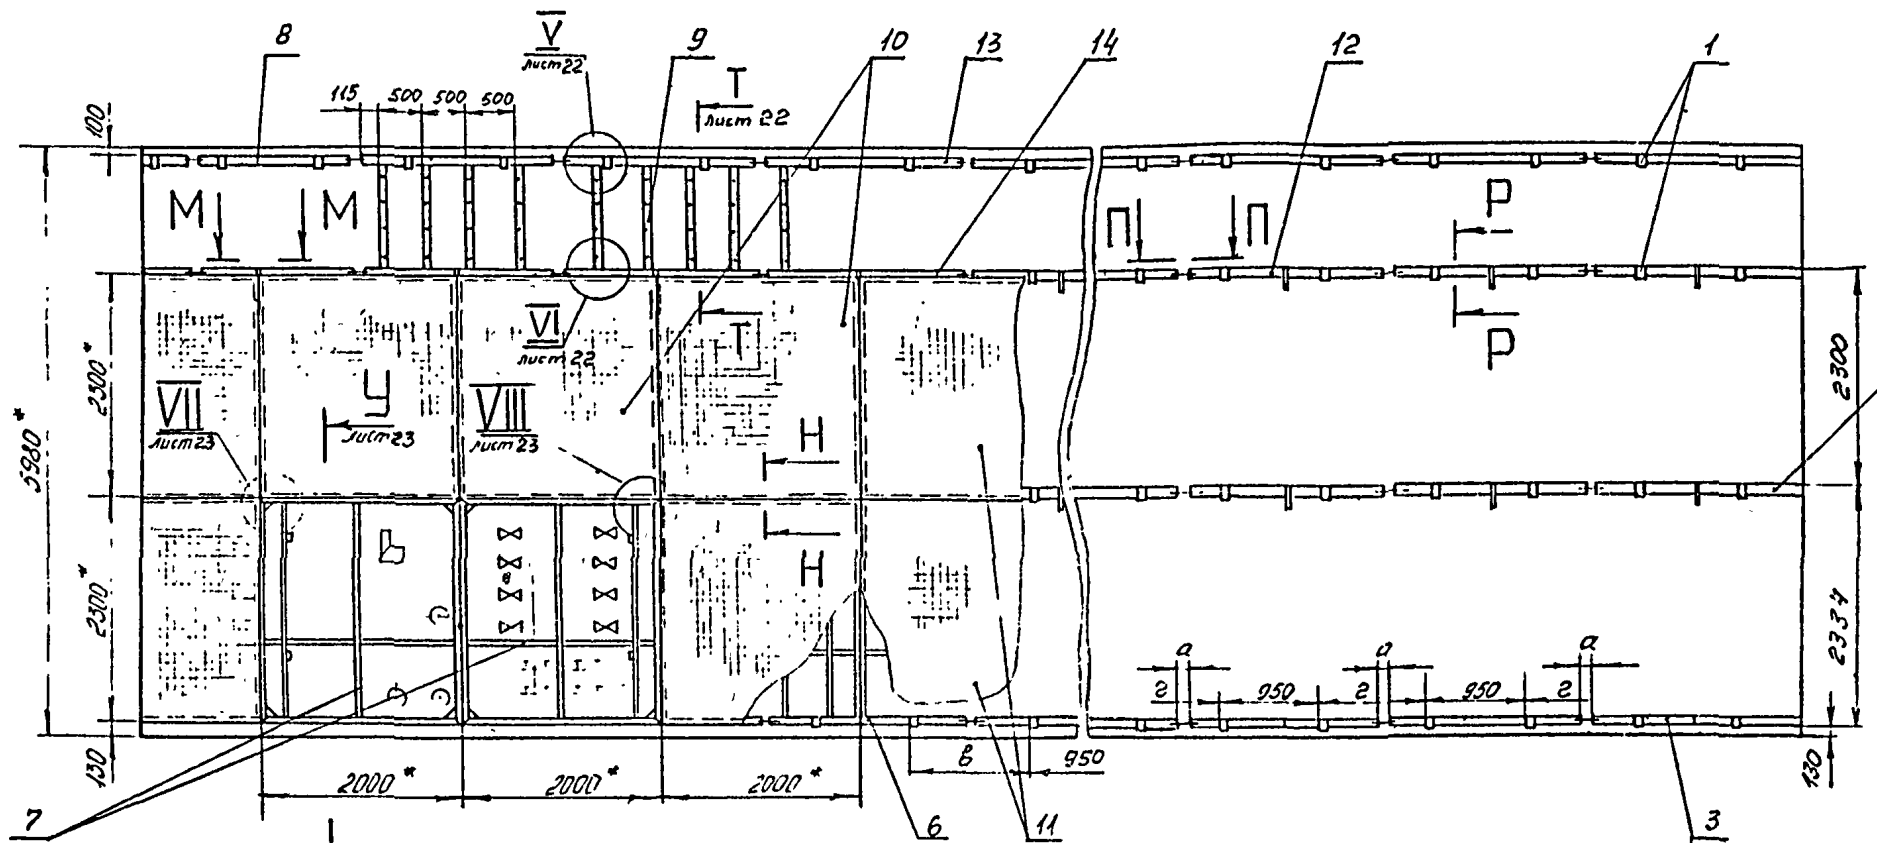 8
V
лист 22
9
10
13
14
12
1
T
лист 22
115
500
500
500
100
М
М
П
П
Р
Р
VI
лист 22
T
5980*
2300*
2300*
130
VII
лист 23
У
лист 23
VIII
лист 23
Н
Н
2300
2334
130
а
а
а
г
950
г
950
г
в
950
2000*
2000*
2000*
7
6
11
3